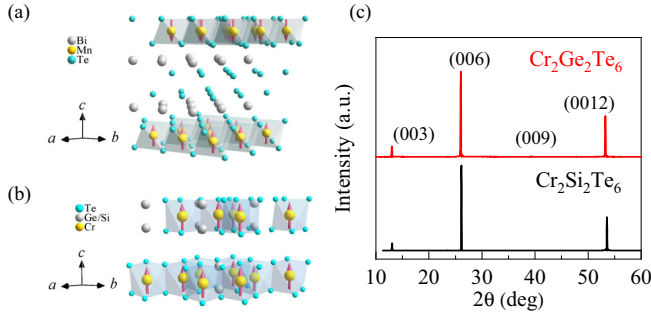 (a)
Bi
Mn
Te
c
a
b
(b)
Te
Ge/Si
Cr
c
a
b
(c)
Intensity (a.u.)
(003)
(006)
(009)
(0012)
Cr2Ge2Te6
Cr2Si2Te6
10 20 30 40 50 60
2θ (deg)